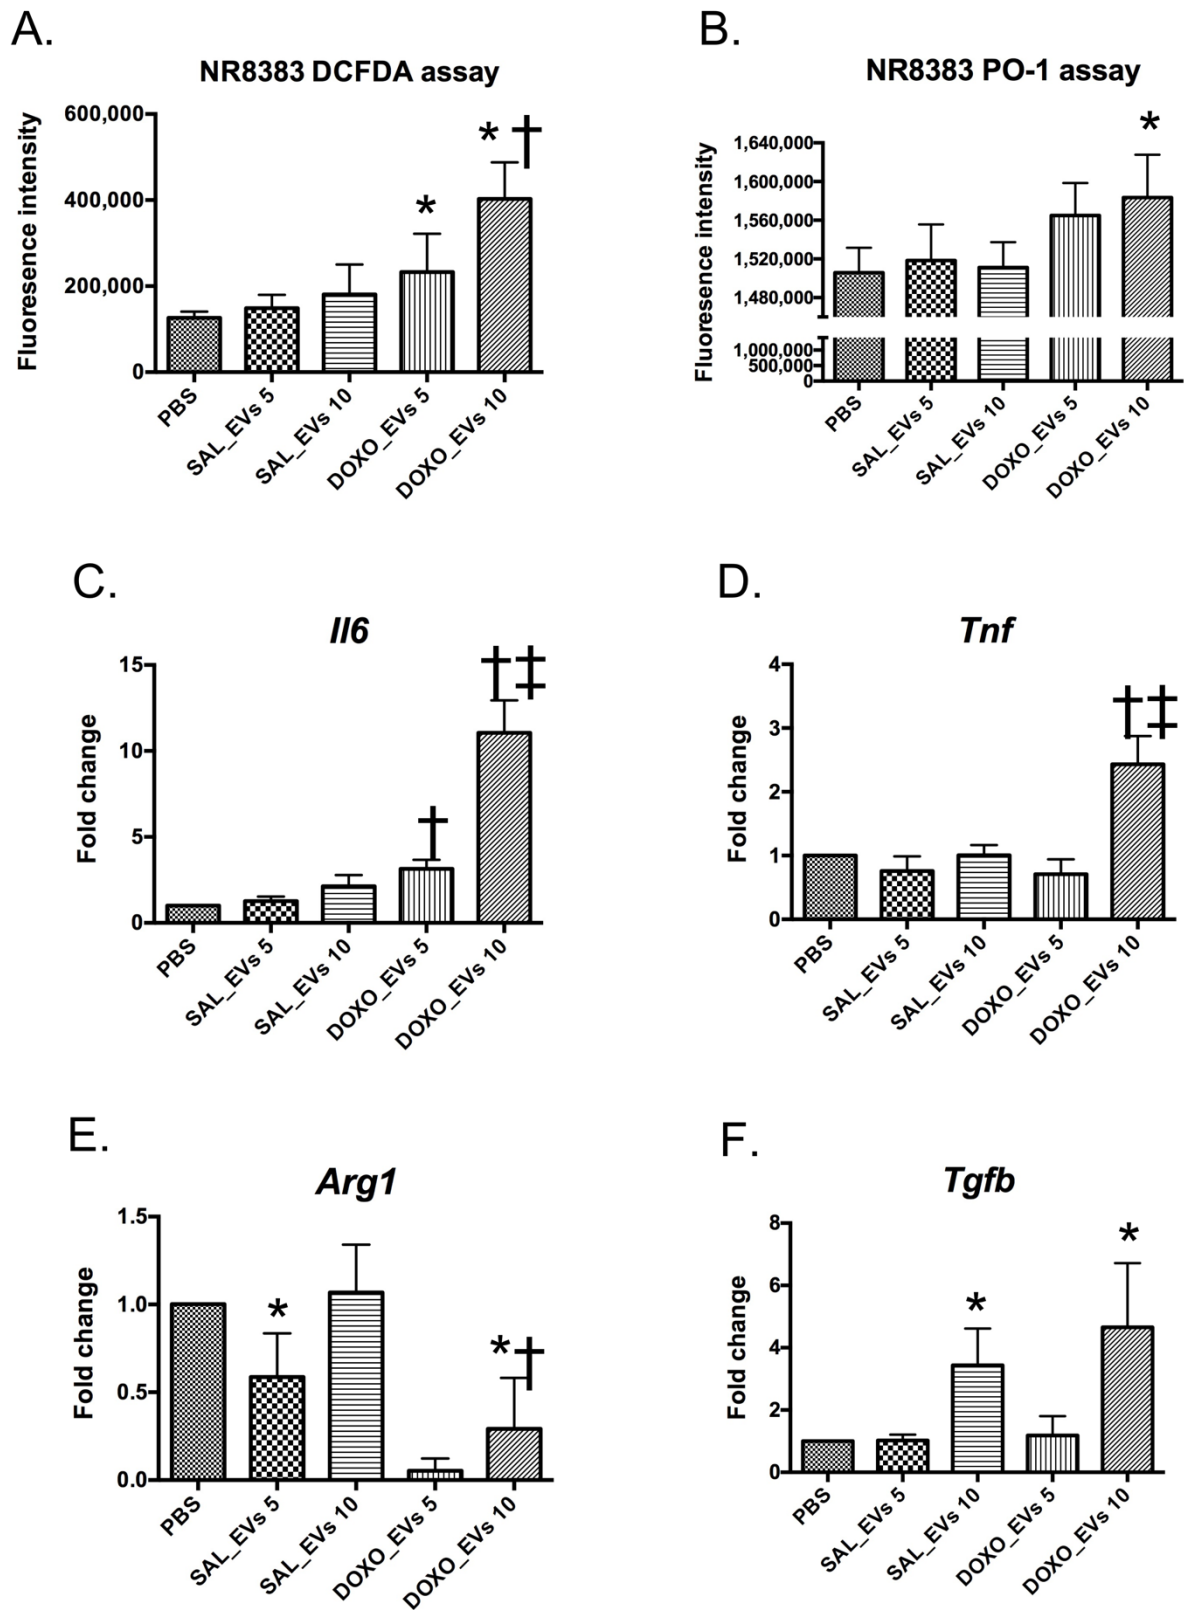 A.
NR8383 DCFDA assay
Fluoresence intensity
600,000
400,000
200,000
0
* †
*
PBS
SAL_EVs 5
SAL_EVs 10
DOXO_EVs 5
DOXO_EVs 10
B.
NR8383 PO-1 assay
Fluoresence intensity
1,640,000
1,600,000
1,560,000
1,520,000
1,480,000
1,000,000
500,000
0
*
PBS
SAL_EVs 5
SAL_EVs 10
DOXO_EVs 5
DOXO_EVs 10
C.
Il6
Fold change
15
10
5
0
†‡
†
PBS
SAL_EVs 5
SAL_EVs 10
DOXO_EVs 5
DOXO_EVs 10
D.
Tnf
Fold change
4
3
2
1
0
†‡
PBS
SAL_EVs 5
SAL_EVs 10
DOXO_EVs 5
DOXO_EVs 10
E.
Arg1
Fold change
1.5
1.0
0.5
0.0
*
*†
PBS
SAL_EVs 5
SAL_EVs 10
DOXO_EVs 5
DOXO_EVs 10
F.
Tgfb
Fold change
8
6
4
2
0
*
*
PBS
SAL_EVs 5
SAL_EVs 10
DOXO_EVs 5
DOXO_EVs 10